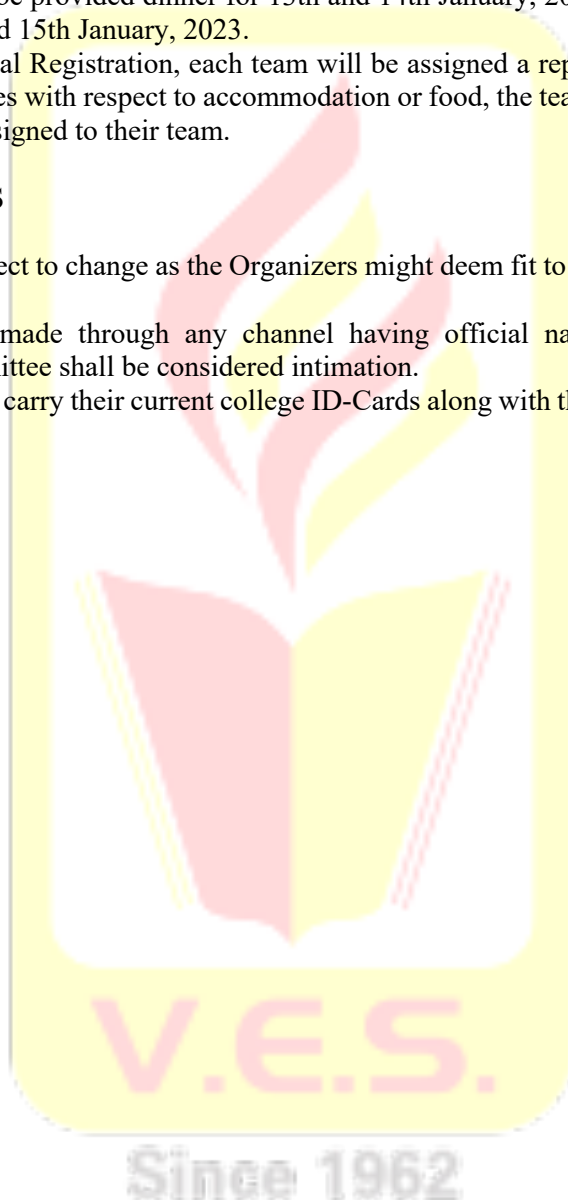 be provided dinner for 13th and 14th January, 20
d 15th January, 2023.
al Registration, each team will be assigned a rep
es with respect to accommodation or food, the tea
signed to their team.
s
ect to change as the Organizers might deem fit to
made through any channel having official na
ittee shall be considered intimation.
carry their current college ID-Cards along with th
V.E.S.
Since 1962